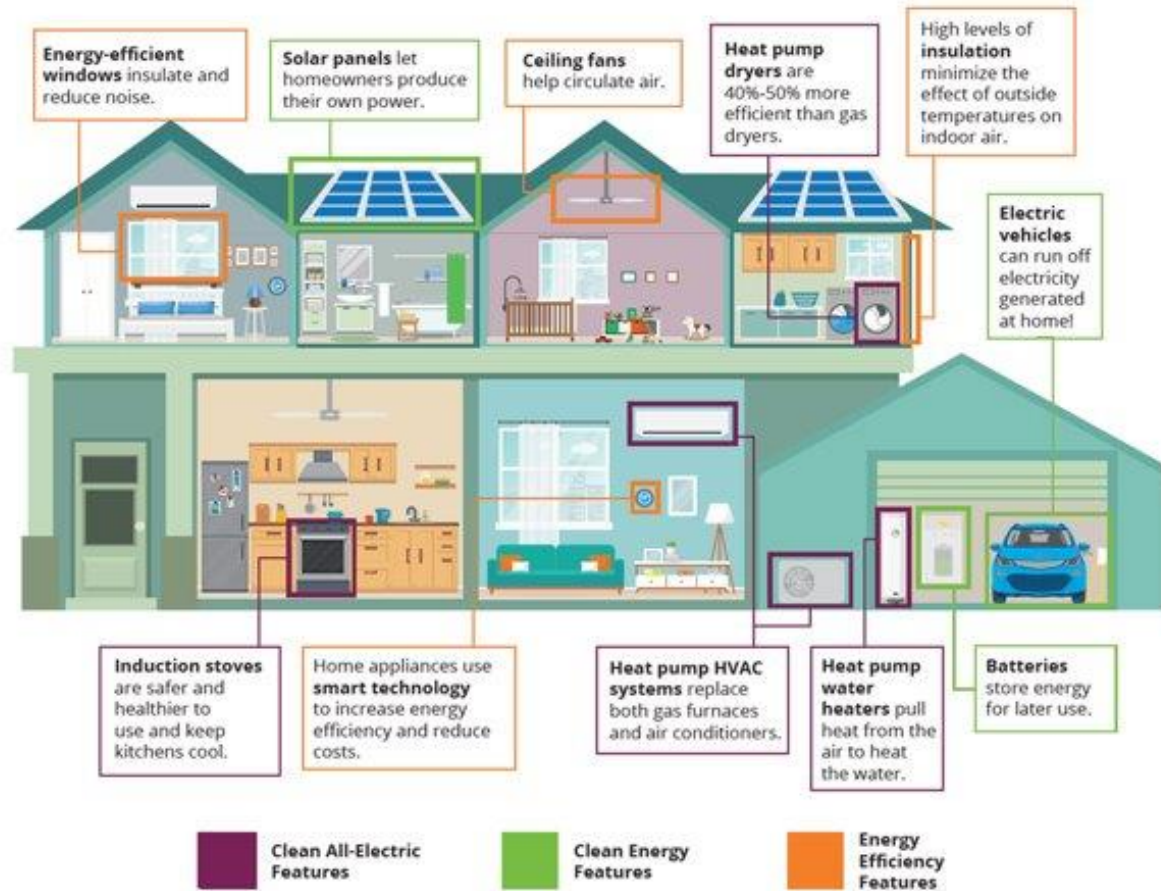 Energy-efficient
windows insulate and
reduce noise.
Solar panels let
homeowners produce
their own power.
Ceiling fans
help circulate air.
Heat pump
dryers are
40%-50% more
efficient than gas
dryers.
High levels of
insulation
minimize the
effect of outside
temperatures on
indoor air.
Electric
vehicles
can run off
electricity
generated
at home!
Induction stoves
are safer and
healthier to
use and keep
kitchens cool.
Home appliances use
smart technology
to increase energy
efficiency and reduce
costs.
Heat pump HVAC
systems replace
both gas furnaces
and air conditioners.
Heat pump
water
heaters pull
heat from the
air to heat
the water.
Batteries
store energy
for later use.
Clean All-Electric
Features
Clean Energy
Features
Energy
Efficiency
Features